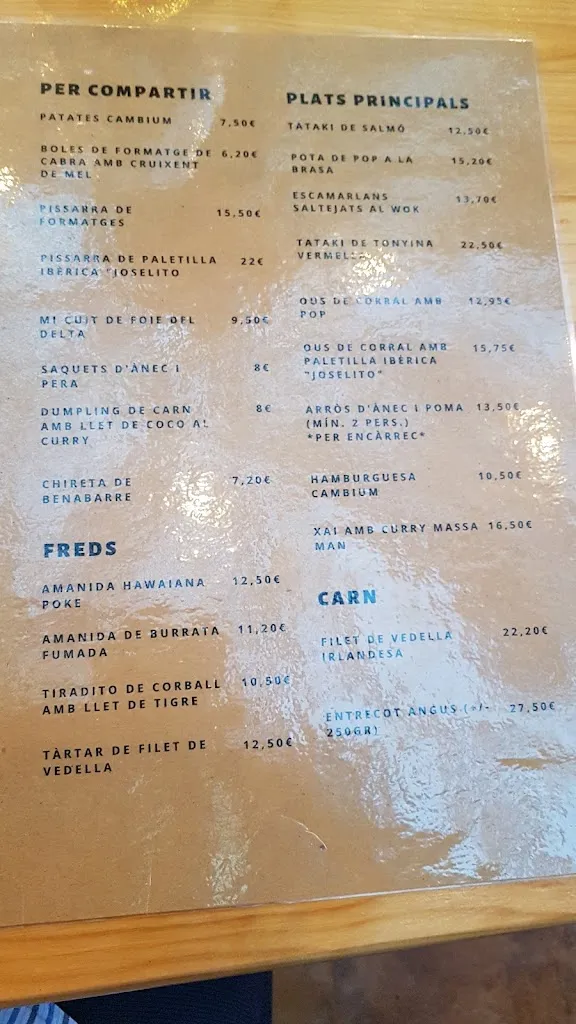 PER COMPARTIR
PATATES CAMBIUM 7,50€
BOLES DE FORMATGE DE 6,20€
CABRA AMB CRUIXENT
DE MEL
PISSARRA DE 15,50€
FORMATGES
PISSARRA DE PALETILLA 22€
IBÈRICA "JOSELITO
MI CUIT DE FOIE DEL 9,50€
DELTA
SAQUETS D'ÀNEC I 8€
PERA
DUMPLING DE CARN 8€
AMB LLET DE COCO AL
CURRY
CHIRETA DE 7,20€
BENABARRE
FREDS
AMANIDA HAWAIANA 12,50€
POKE
AMANIDA DE BURRATA 11,20€
FUMADA
TIRADITO DE CORBALL 10,50€
AMB LLET DE TIGRE
TÀRTAR DE FILET DE 12,50€
VEDELLA
PLATS PRINCIPALS
TATAKI DE SALMÓ 12,50€
POTA DE POP A LA 15,20€
BRASA
ESCAMARLANS 13,70€
SALTEJATS AL WOK
TATAKI DE TONYINA 22,50€
VERMELLA
OUS DE CORRAL AMB 12,95€
POP
OUS DE CORRAL AMB 15,75€
PALETILLA IBÈRICA
"JOSELITO"
ARRÒS D'ÀNEC I POMA 13,50€
(MÍN. 2 PERS.)
*PER ENCÀRREC*
HAMBURGUESA 10,50€
CAMBIUM
XAI AMB CURRY MASSA 16,50€
MAN
CARN
FILET DE VEDELLA 22,20€
IRLANDESA
ENTRECOT ANGUS (+/- 27,50€
250GR)